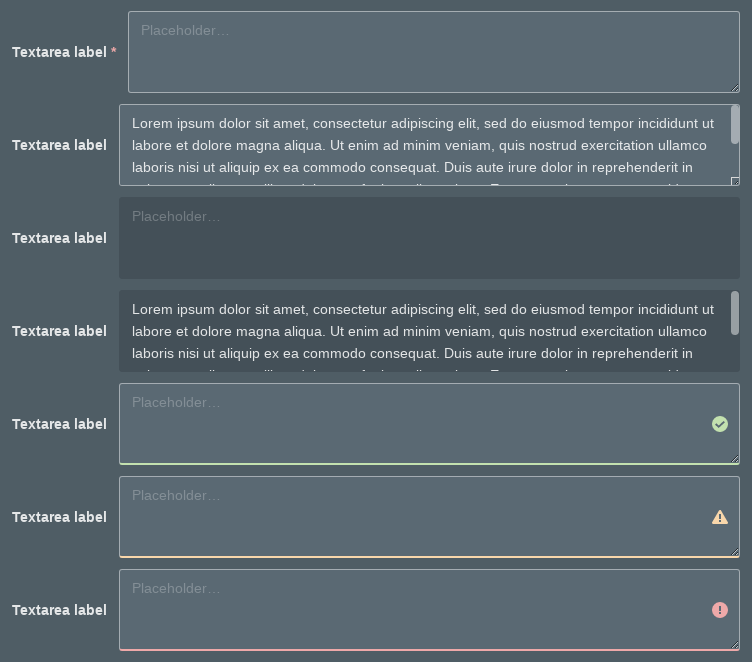 Textarea label *
Placeholder…
Textarea label
Lorem ipsum dolor sit amet, consectetur adipiscing elit, sed do eiusmod tempor incididunt ut
labore et dolore magna aliqua. Ut enim ad minim veniam, quis nostrud exercitation ullamco
laboris nisi ut aliquip ex ea commodo consequat. Duis aute irure dolor in reprehenderit in
Textarea label
Placeholder…
Textarea label
Lorem ipsum dolor sit amet, consectetur adipiscing elit, sed do eiusmod tempor incididunt ut
labore et dolore magna aliqua. Ut enim ad minim veniam, quis nostrud exercitation ullamco
laboris nisi ut aliquip ex ea commodo consequat. Duis aute irure dolor in reprehenderit in
Textarea label
Placeholder…
Textarea label
Placeholder…
Textarea label
Placeholder…